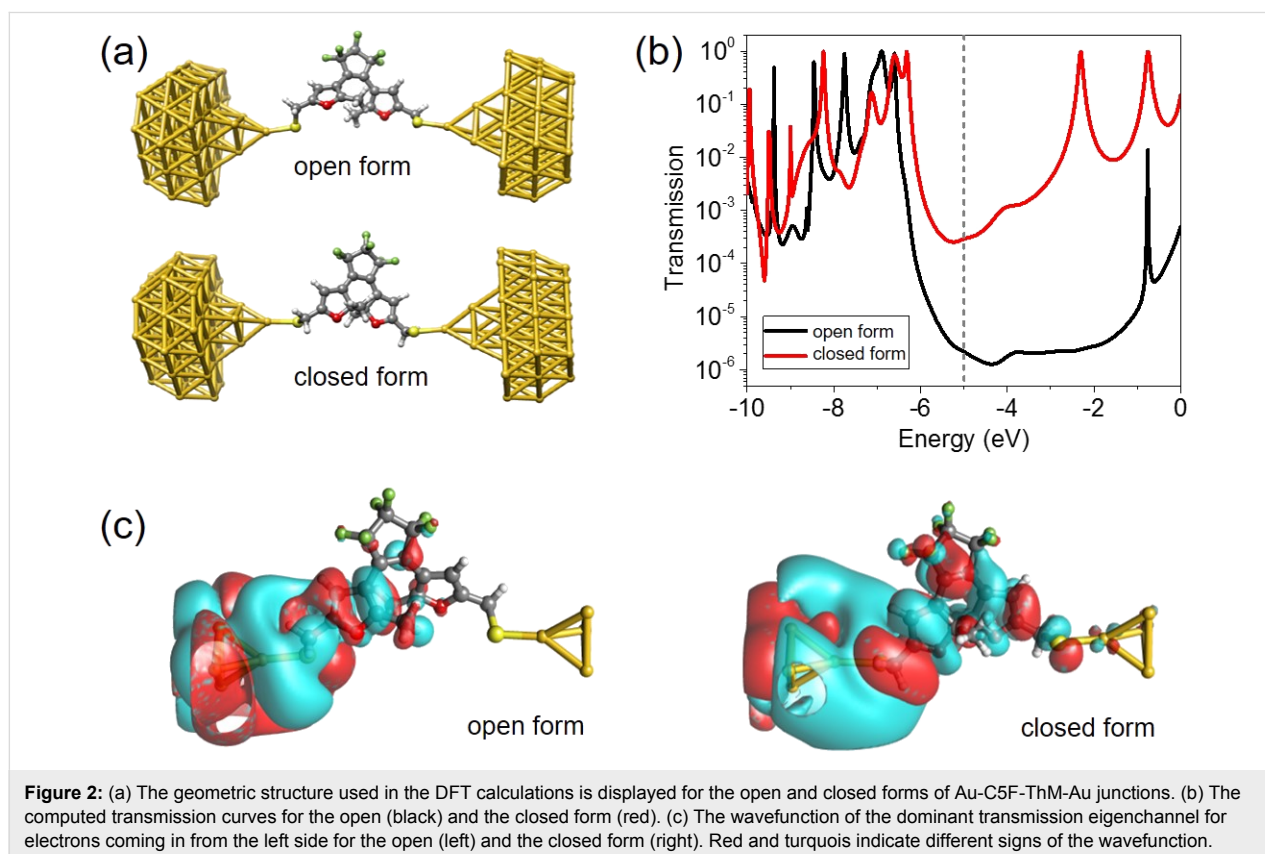 (a)
open form
closed form
(b)
10⁰
10⁻¹
10⁻²
10⁻³
10⁻⁴
10⁻⁵
10⁻⁶
Transmission
open form
closed form
-10
-8
-6
-4
-2
0
Energy (eV)
(c)
open form
closed form
Figure 2: (a) The geometric structure used in the DFT calculations is displayed for the open and closed forms of Au-C5F-ThM-Au junctions. (b) The
computed transmission curves for the open (black) and the closed form (red). (c) The wavefunction of the dominant transmission eigenchannel for
electrons coming in from the left side for the open (left) and the closed form (right). Red and turquois indicate different signs of the wavefunction.